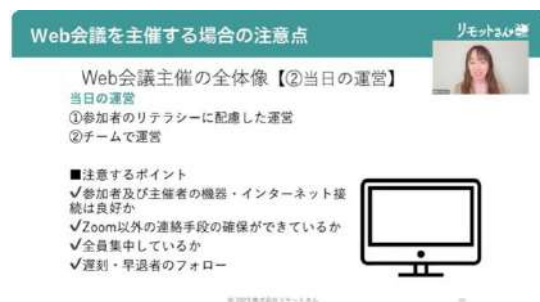 Web会議を主催する場合の注意点
リモットさん
Web会議主催の全体像【②当日の運営】
当日の運営
①参加者のリテラシーに配慮した運営
②チームで運営
■注意するポイント
✓参加者及び主催者の機器・インターネット接
続は良好か
✓Zoom以外の連絡手段の確保ができているか
✓全員集中しているか
✓遅刻・早退者のフォロー